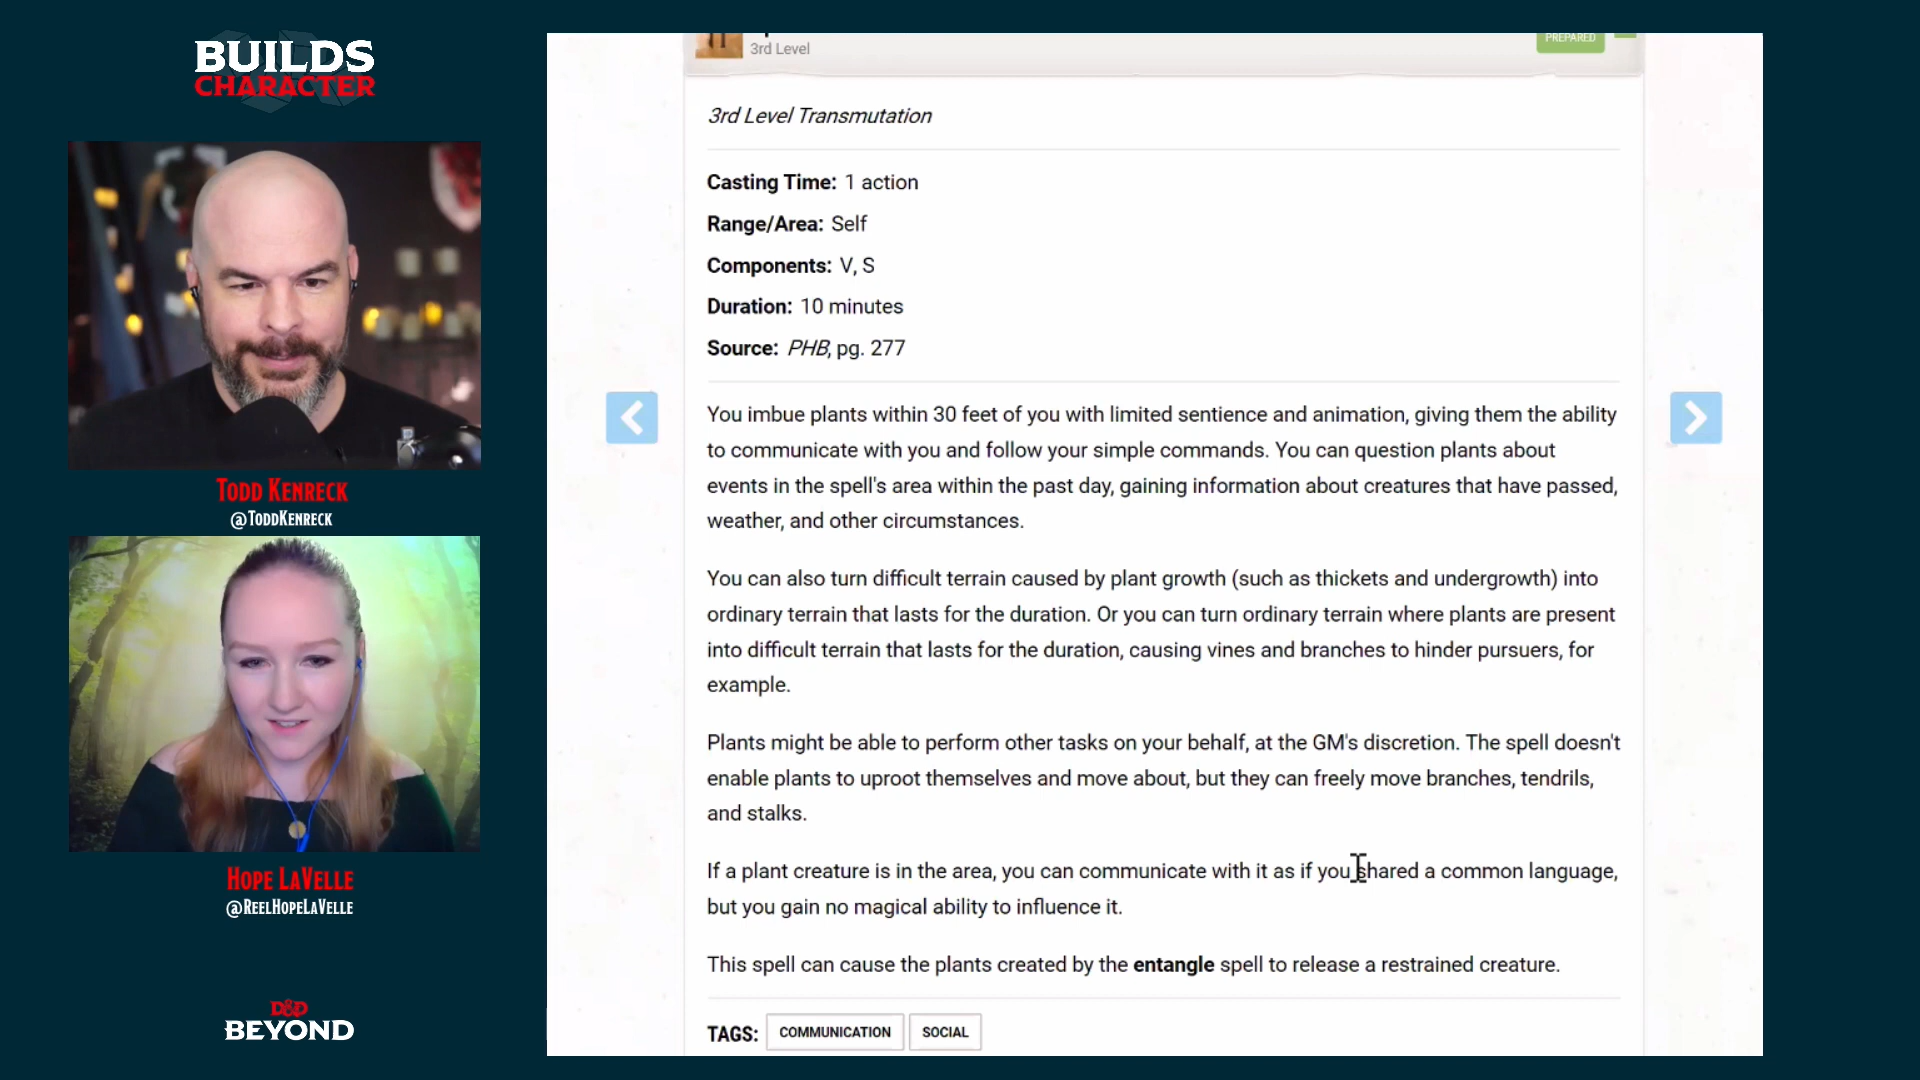 BUILDS
CHARACTER
TODD KENRECK
@TODDKENRECK
HOPE LAVELLE
@REELHOPELAVELLE
D&D
BEYOND
3rd Level
PREPARED
3rd Level Transmutation
Casting Time: 1 action
Range/Area: Self
Components: V, S
Duration: 10 minutes
Source: PHB, pg. 277
You imbue plants within 30 feet of you with limited sentience and animation, giving them the ability
to communicate with you and follow your simple commands. You can question plants about
events in the spell's area within the past day, gaining information about creatures that have passed,
weather, and other circumstances.
You can also turn difficult terrain caused by plant growth (such as thickets and undergrowth) into
ordinary terrain that lasts for the duration. Or you can turn ordinary terrain where plants are present
into difficult terrain that lasts for the duration, causing vines and branches to hinder pursuers, for
example.
Plants might be able to perform other tasks on your behalf, at the GM's discretion. The spell doesn't
enable plants to uproot themselves and move about, but they can freely move branches, tendrils,
and stalks.
If a plant creature is in the area, you can communicate with it as if you shared a common language,
but you gain no magical ability to influence it.
This spell can cause the plants created by the entangle spell to release a restrained creature.
TAGS: COMMUNICATION SOCIAL